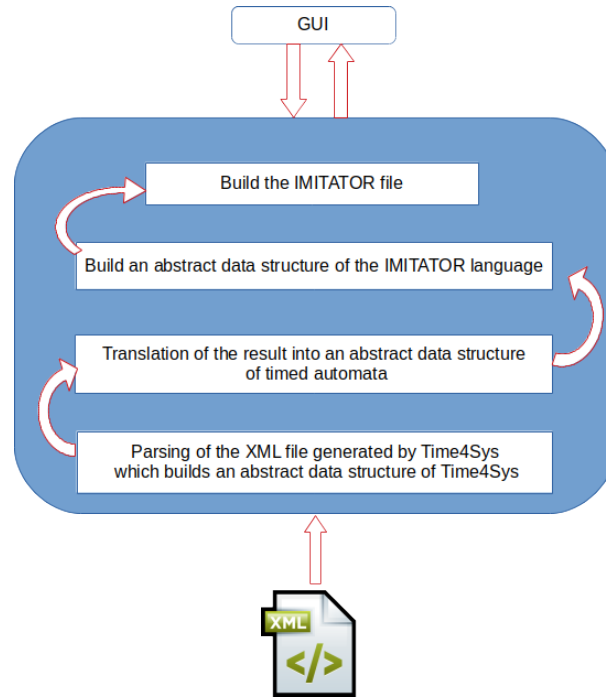 GUI
Build the IMITATOR file
Build an abstract data structure of the IMITATOR language
Translation of the result into an abstract data structure
of timed automata
Parsing of the XML file generated by Time4Sys
which builds an abstract data structure of Time4Sys
XML
</>